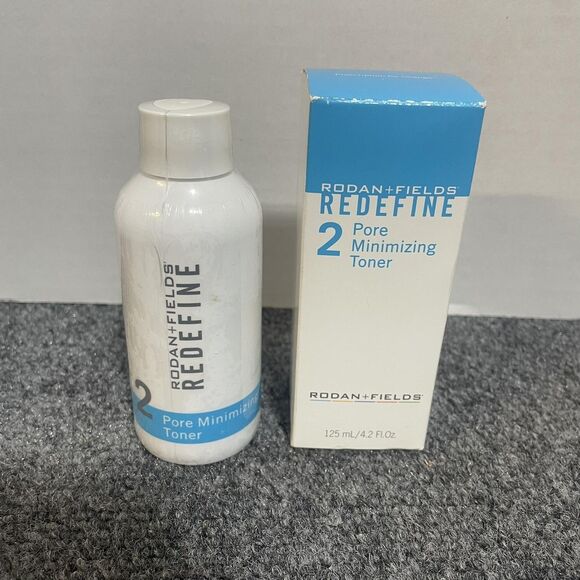 RODAN+FIELDS®
REDEFINE
2
Pore Minimizing
Toner
RODAN+FIELDS®
REDEFINE
2 Pore
Minimizing
Toner
RODAN+FIELDS®
125 mL/4.2 Fl.Oz.